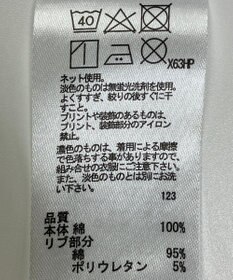 40
X63HP
ネット使用。
淡色のものは無蛍光洗剤を使用。
よくすすぎ、絞りの後すぐに干す
こと。
プリントや装飾のあるものは、
プリント、装飾部分のアイロン
禁止。
濃色のものは、着用による摩擦
で色落ちする事がありますので、
組み合せの衣服にご注意下さい。
また淡色のものとは別にお洗い
下さい。
123
品質
本体 綿 100%
リブ部分
綿 95%
ポリウレタン 5%